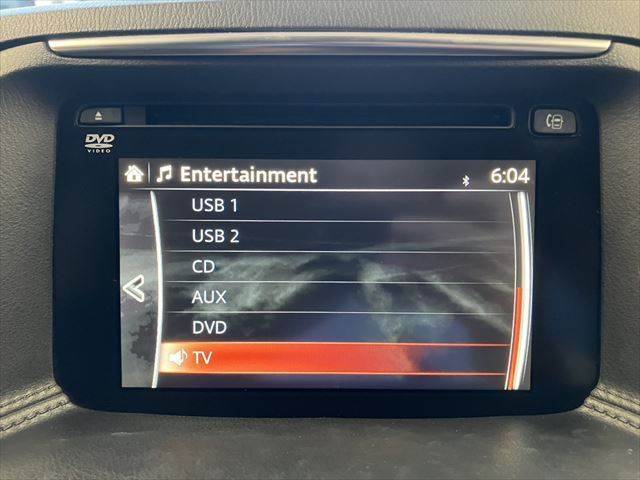 DVD
VIDEO
Entertainment 6:04
USB 1
USB 2
CD
AUX
DVD
TV